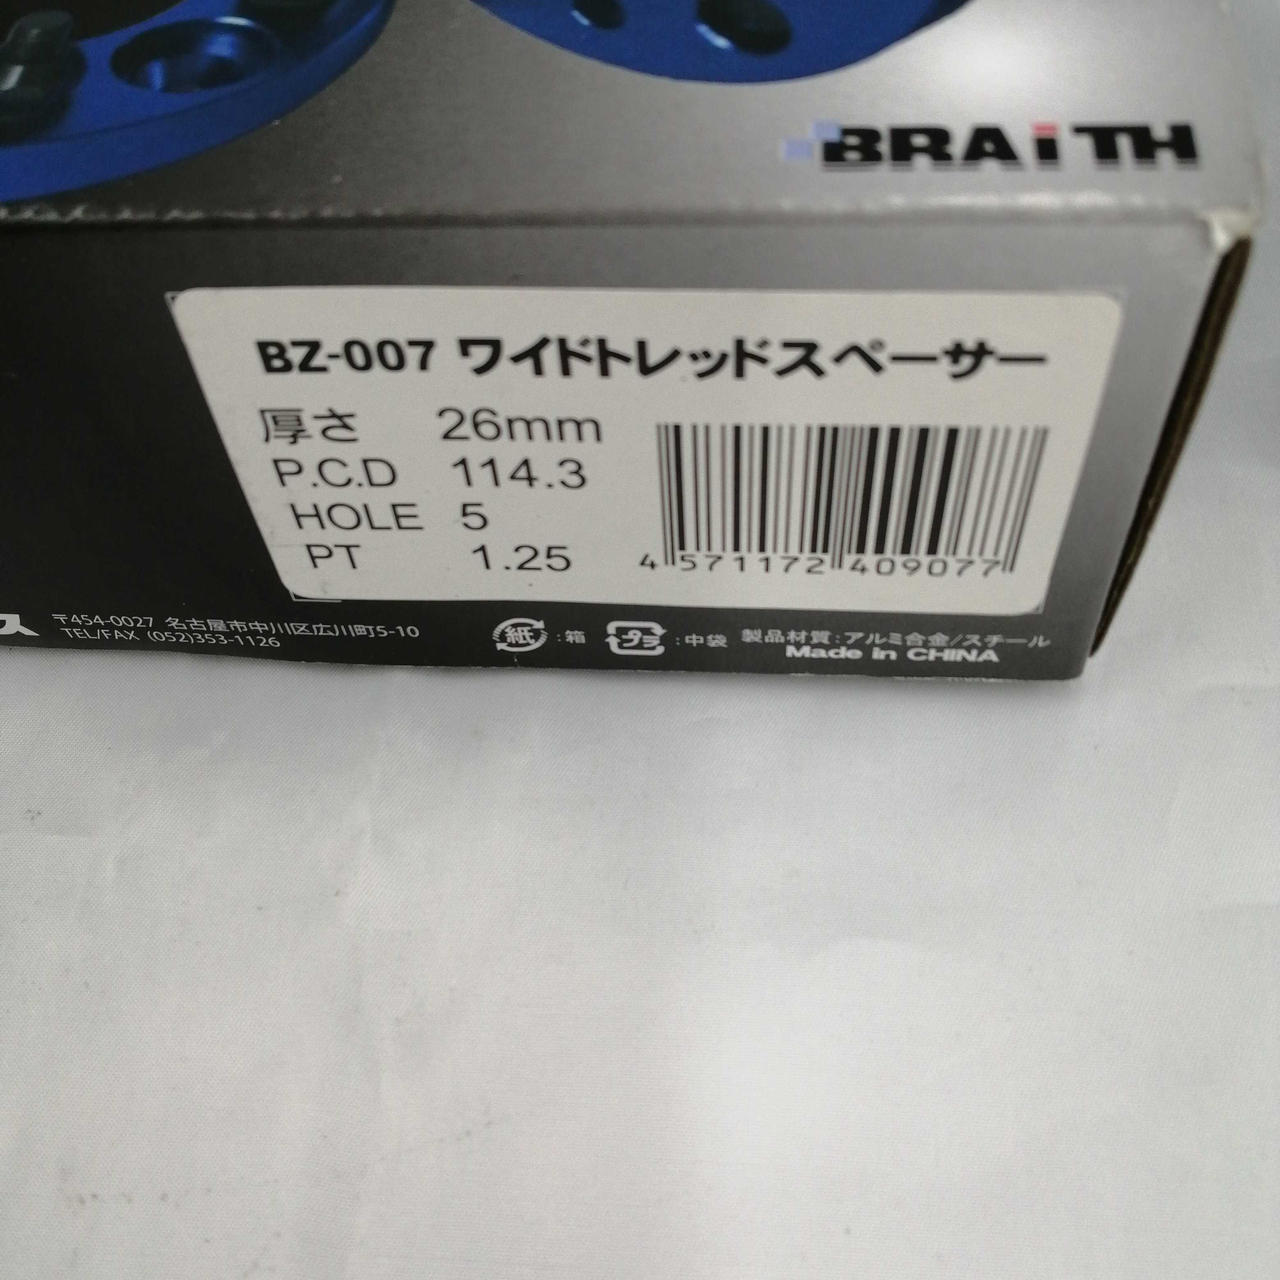 BRAiTH
BZ-007 ワイドトレッドスペーサー
厚さ 26mm
P.C.D 114.3
HOLE 5
PT 1.25
4 571172 409077
ス
〒454-0027 名古屋市中川区広川町5-10
TEL/FAX (052)353-1126
紙 : 箱 プラ : 中袋 製品材質 : アルミ合金/スチール
Made in CHINA